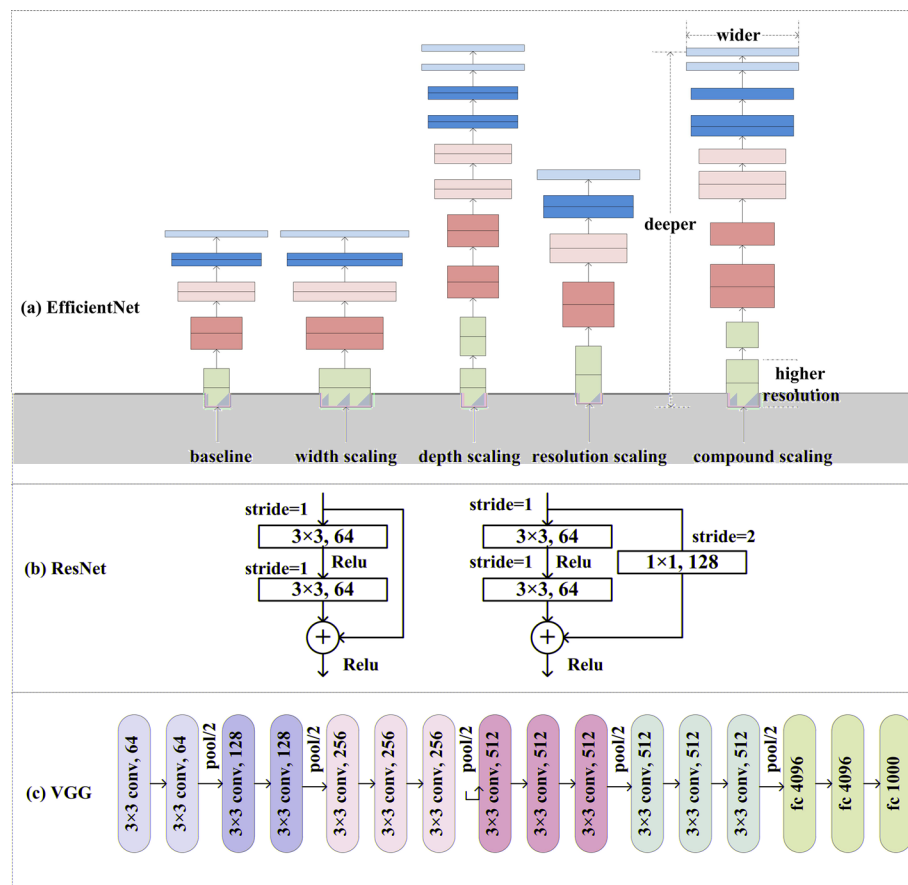 wider
deeper
(a) EfficientNet
higher
resolution
baseline
width scaling
depth scaling
resolution scaling
compound scaling
(b) ResNet
stride=1
3×3, 64
Relu
stride=1
3×3, 64
+
Relu
stride=1
3×3, 64
Relu
stride=1
3×3, 64
stride=2
1×1, 128
+
Relu
(c) VGG
3×3 conv, 64
3×3 conv, 64
pool/2
3×3 conv, 128
3×3 conv, 128
pool/2
3×3 conv, 256
3×3 conv, 256
3×3 conv, 256
pool/2
3×3 conv, 512
3×3 conv, 512
3×3 conv, 512
pool/2
3×3 conv, 512
3×3 conv, 512
3×3 conv, 512
pool/2
fc 4096
fc 4096
fc 1000